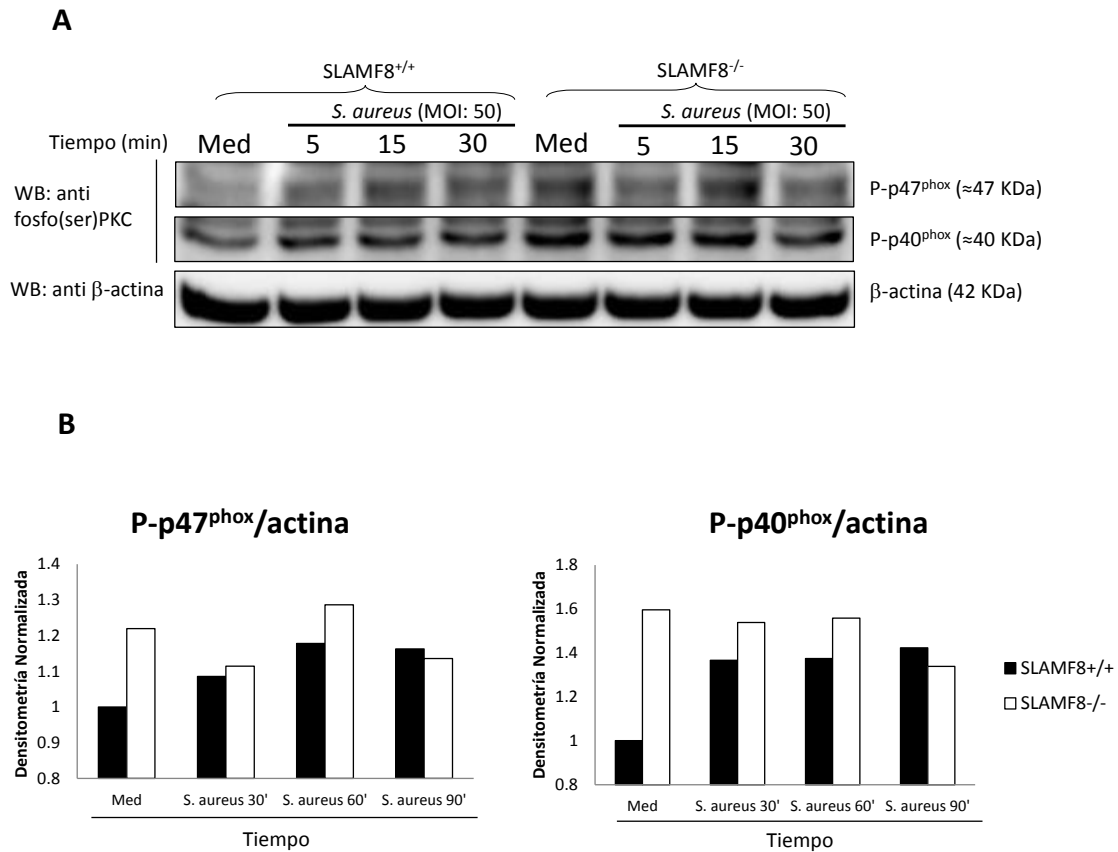 A
SLAMF8+/+
SLAMF8-/-
S. aureus (MOI: 50)
S. aureus (MOI: 50)
Tiempo (min)
Med 5 15 30 Med 5 15 30
WB: anti
fosfo(ser)PKC
P-p47phox (≈47 KDa)
P-p40phox (≈40 KDa)
WB: anti β-actina
β-actina (42 KDa)
B
P-p47phox/actina
Densitometría Normalizada
1.4
1.3
1.2
1.1
1
0.9
0.8
Med S. aureus 30' S. aureus 60' S. aureus 90'
Tiempo
P-p40phox/actina
Densitometría Normalizada
1.8
1.6
1.4
1.2
1
0.8
Med S. aureus 30' S. aureus 60' S. aureus 90'
Tiempo
SLAMF8+/+
SLAMF8-/-